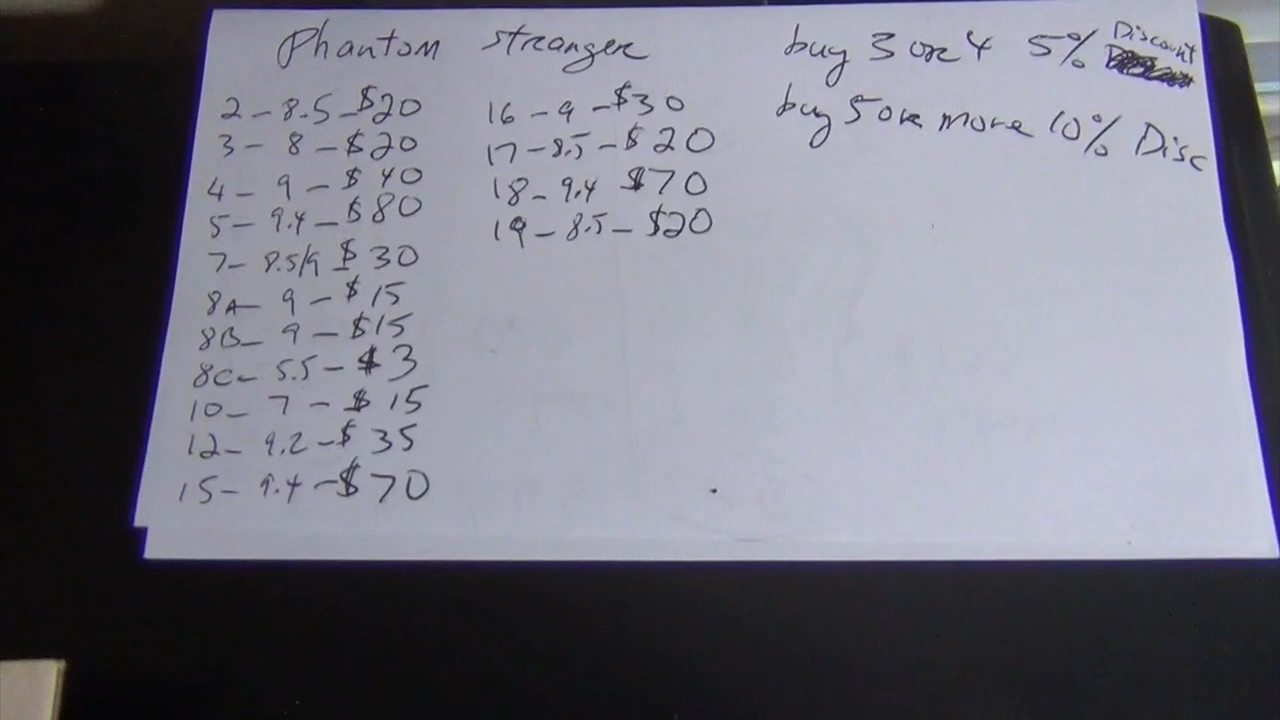 Phantom Stranger
2 - 8.5 - $20
3 - 8 - $20
4 - 9 - $40
5 - 9.4 - $80
7 - 8.5/9 $30
8A - 9 - $15
8B - 9 - $15
8C - 5.5 - $3
10 - 7 - $15
12 - 9.2 - $35
15 - 9.4 - $70
16 - 9 - $30
17 - 8.5 - $20
18 - 9.4 $70
19 - 8.5 - $20
buy 3 or 4 5% Discount
buy 5 or more 10% Disc